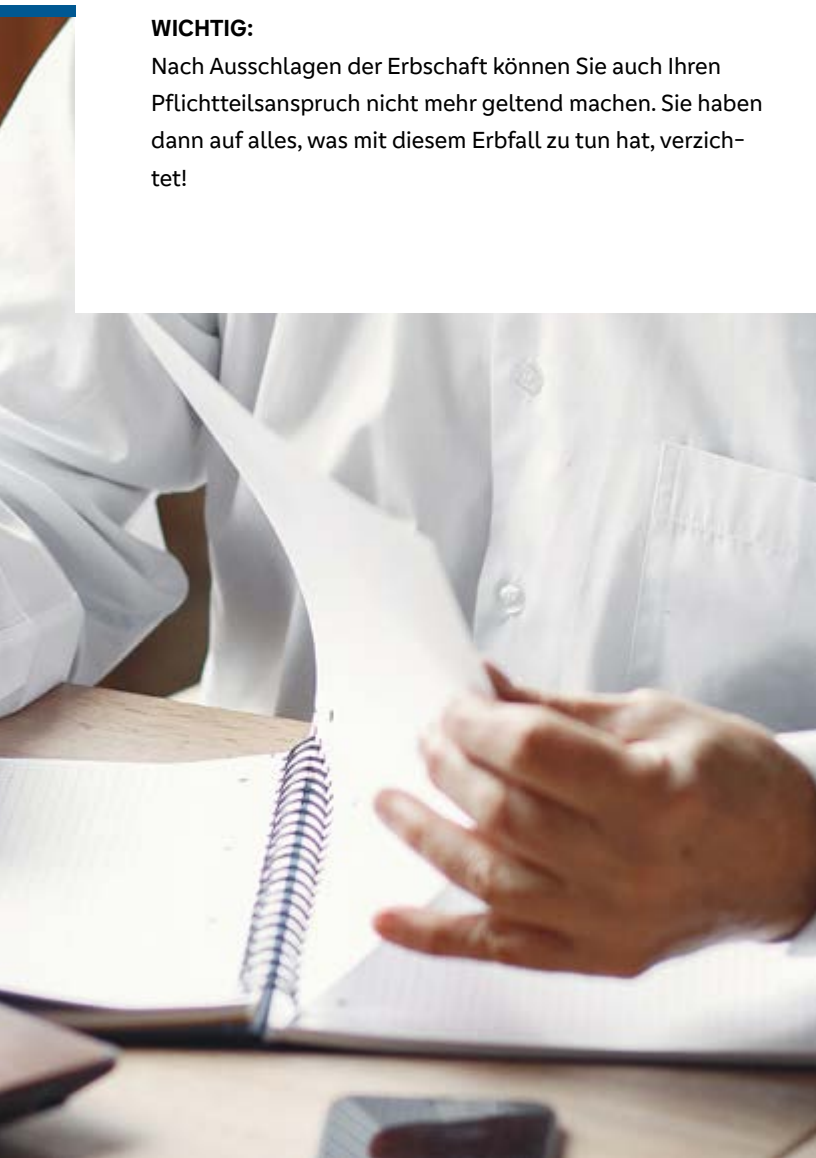 WICHTIG:
Nach Ausschlagen der Erbschaft können Sie auch Ihren
Pflichtteilsanspruch nicht mehr geltend machen. Sie haben
dann auf alles, was mit diesem Erbfall zu tun hat, verzich-
tet!